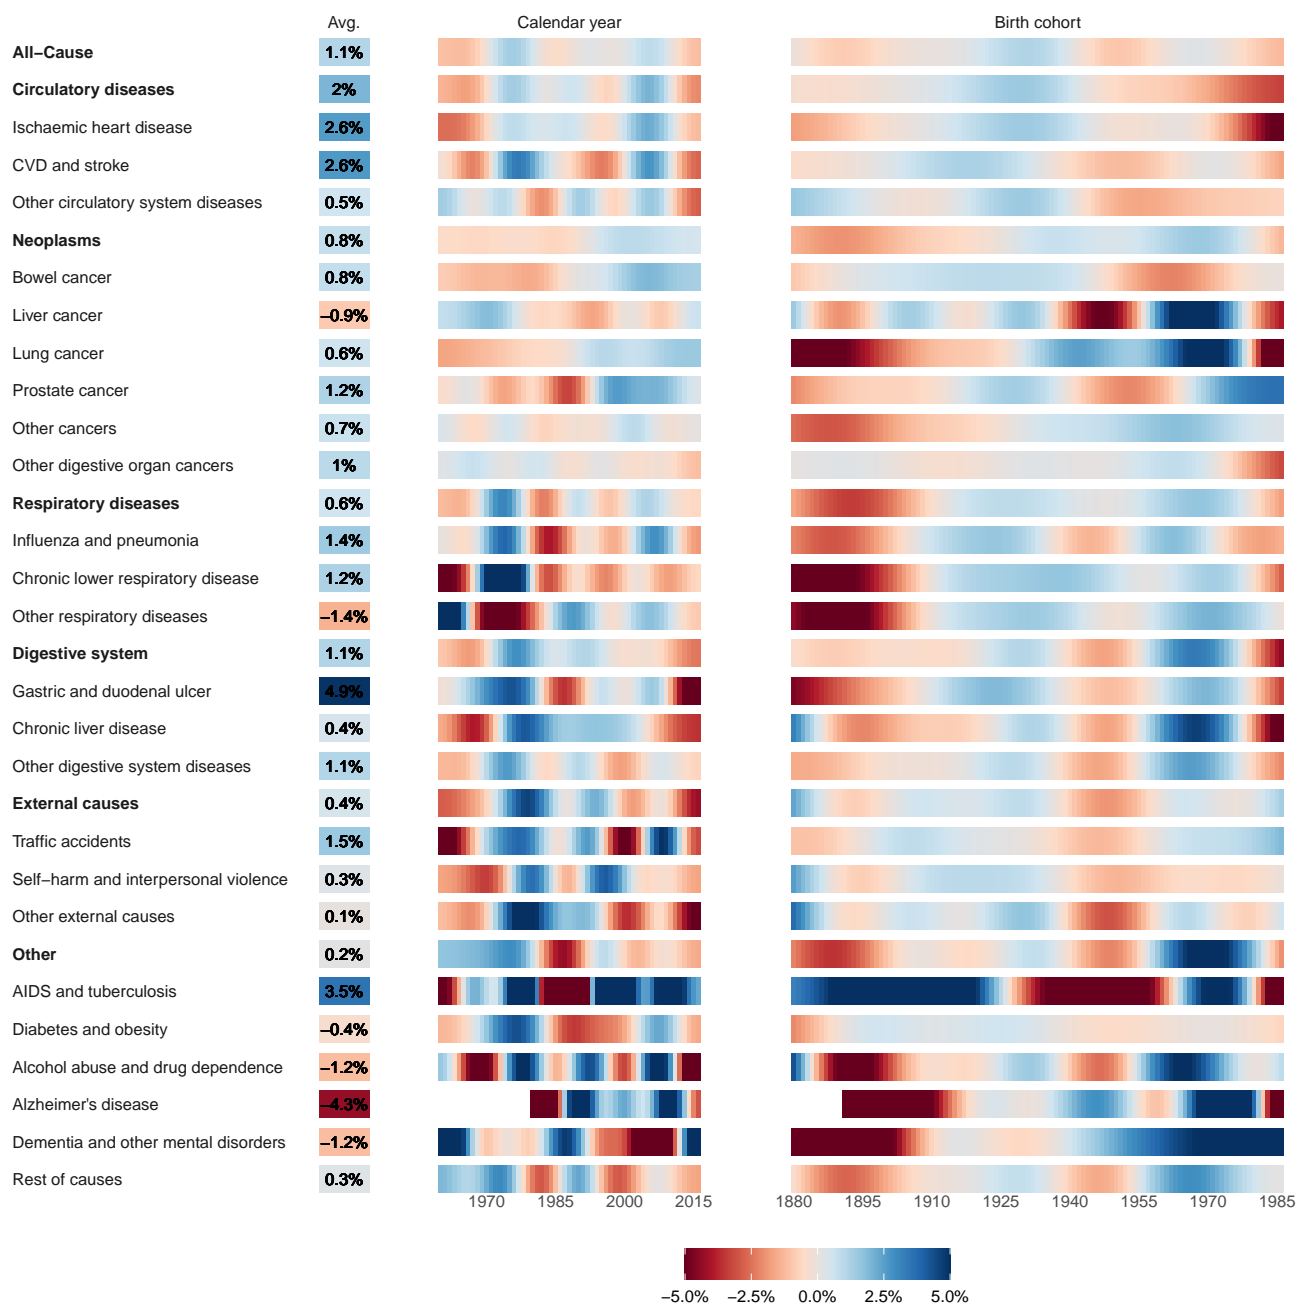 Avg. Calendar year Birth cohort
All−Cause 1.1%
Circulatory diseases 2%
Ischaemic heart disease 2.6%
CVD and stroke 2.6%
Other circulatory system diseases 0.5%
Neoplasms 0.8%
Bowel cancer 0.8%
Liver cancer −0.9%
Lung cancer 0.6%
Prostate cancer 1.2%
Other cancers 0.7%
Other digestive organ cancers 1%
Respiratory diseases 0.6%
Influenza and pneumonia 1.4%
Chronic lower respiratory disease 1.2%
Other respiratory diseases −1.4%
Digestive system 1.1%
Gastric and duodenal ulcer 4.9%
Chronic liver disease 0.4%
Other digestive system diseases 1.1%
External causes 0.4%
Traffic accidents 1.5%
Self−harm and interpersonal violence 0.3%
Other external causes 0.1%
Other 0.2%
AIDS and tuberculosis 3.5%
Diabetes and obesity −0.4%
Alcohol abuse and drug dependence −1.2%
Alzheimer's disease −4.3%
Dementia and other mental disorders −1.2%
Rest of causes 0.3%
1970 1985 2000 2015 1880 1895 1910 1925 1940 1955 1970 1985
−5.0% −2.5% 0.0% 2.5% 5.0%